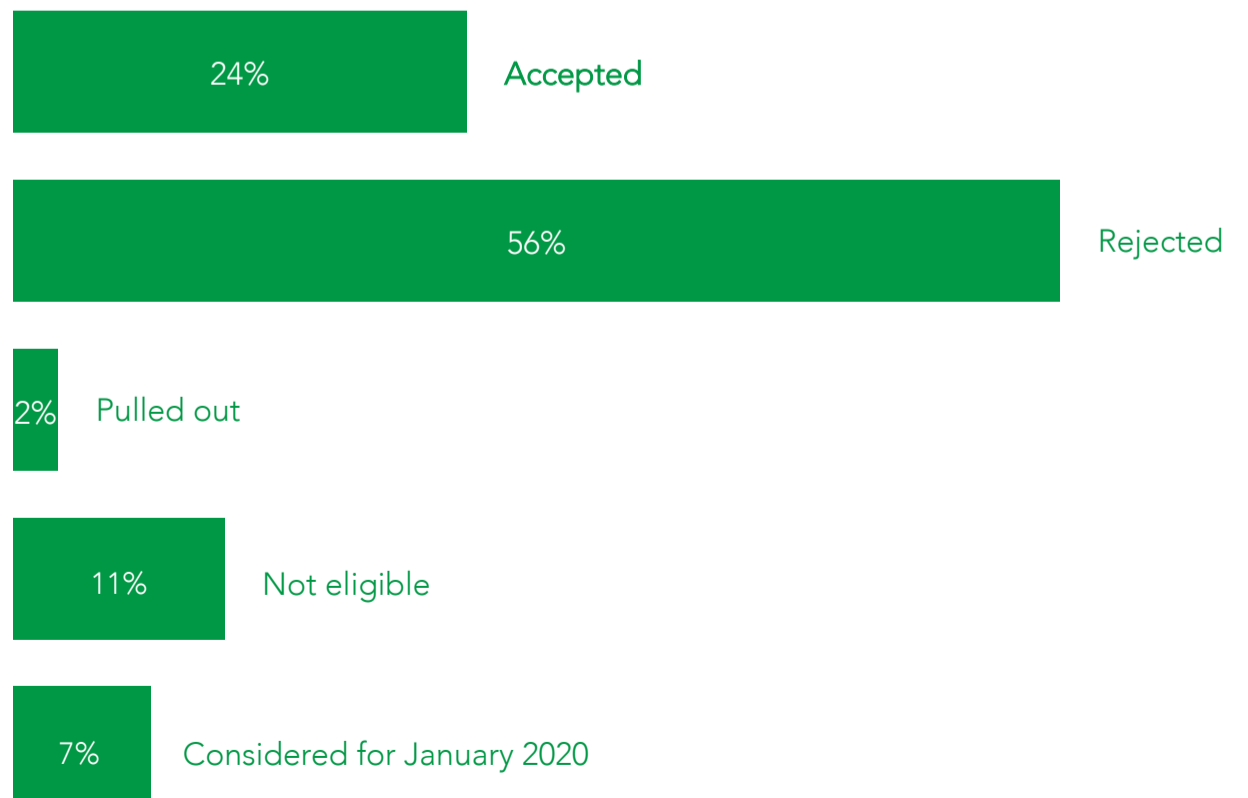 24% Accepted
56% Rejected
2% Pulled out
11% Not eligible
7% Considered for January 2020